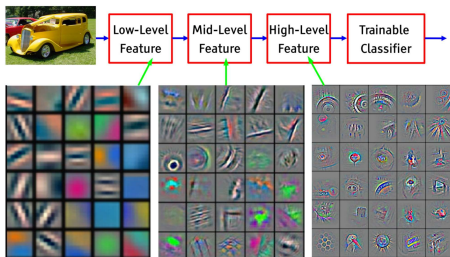 Low-Level
Feature
Mid-Level
Feature
High-Level
Feature
Trainable
Classifier